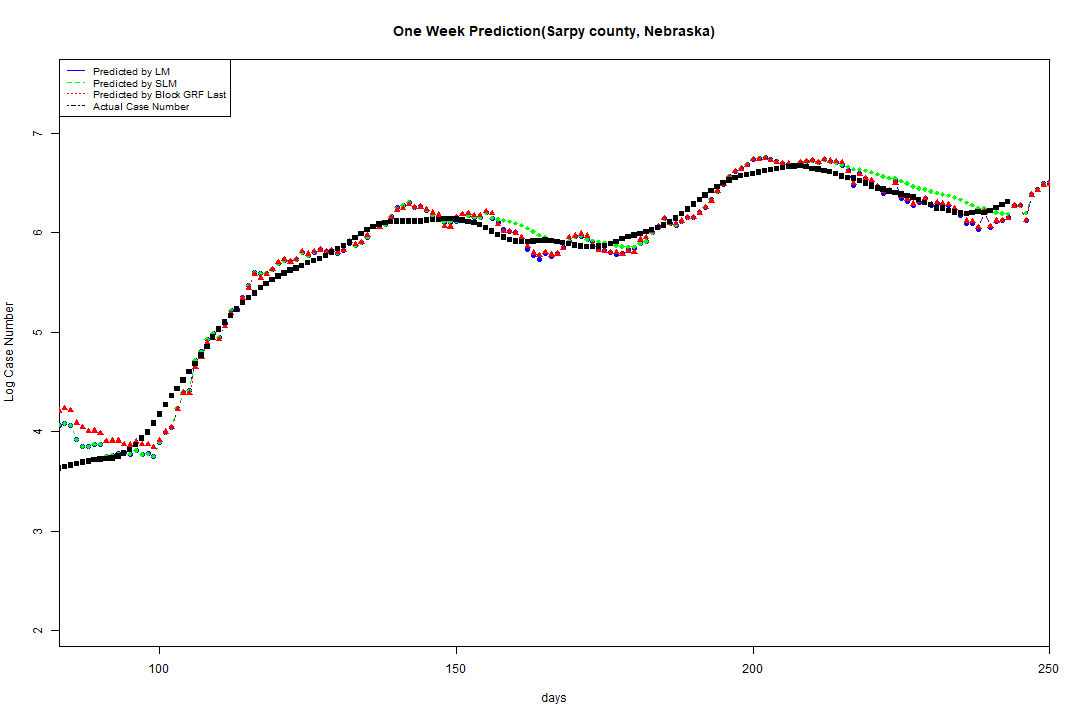 One Week Prediction(Sarpy county, Nebraska)
Predicted by LM
Predicted by SLM
Predicted by Block GRF Last
Actual Case Number
7
6
5
4
3
2
Log Case Number
100 150 200 250
days